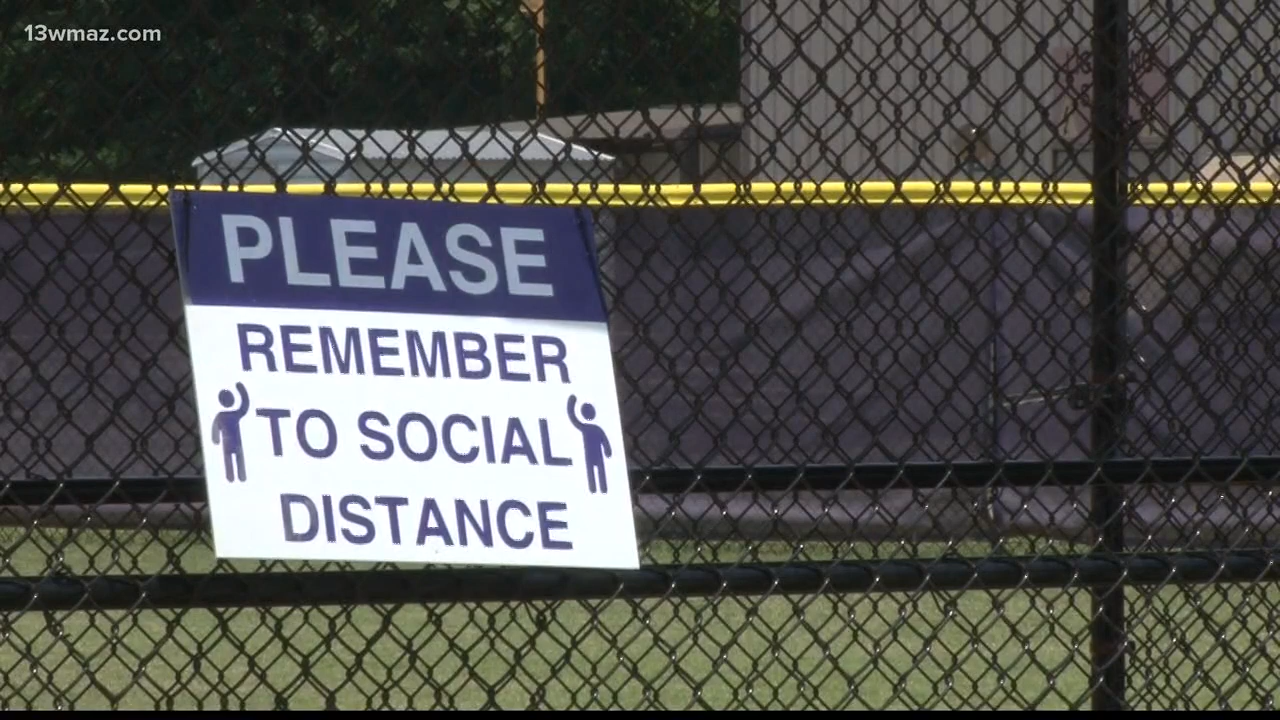 13wmaz.com
PLEASE
REMEMBER
TO SOCIAL
DISTANCE